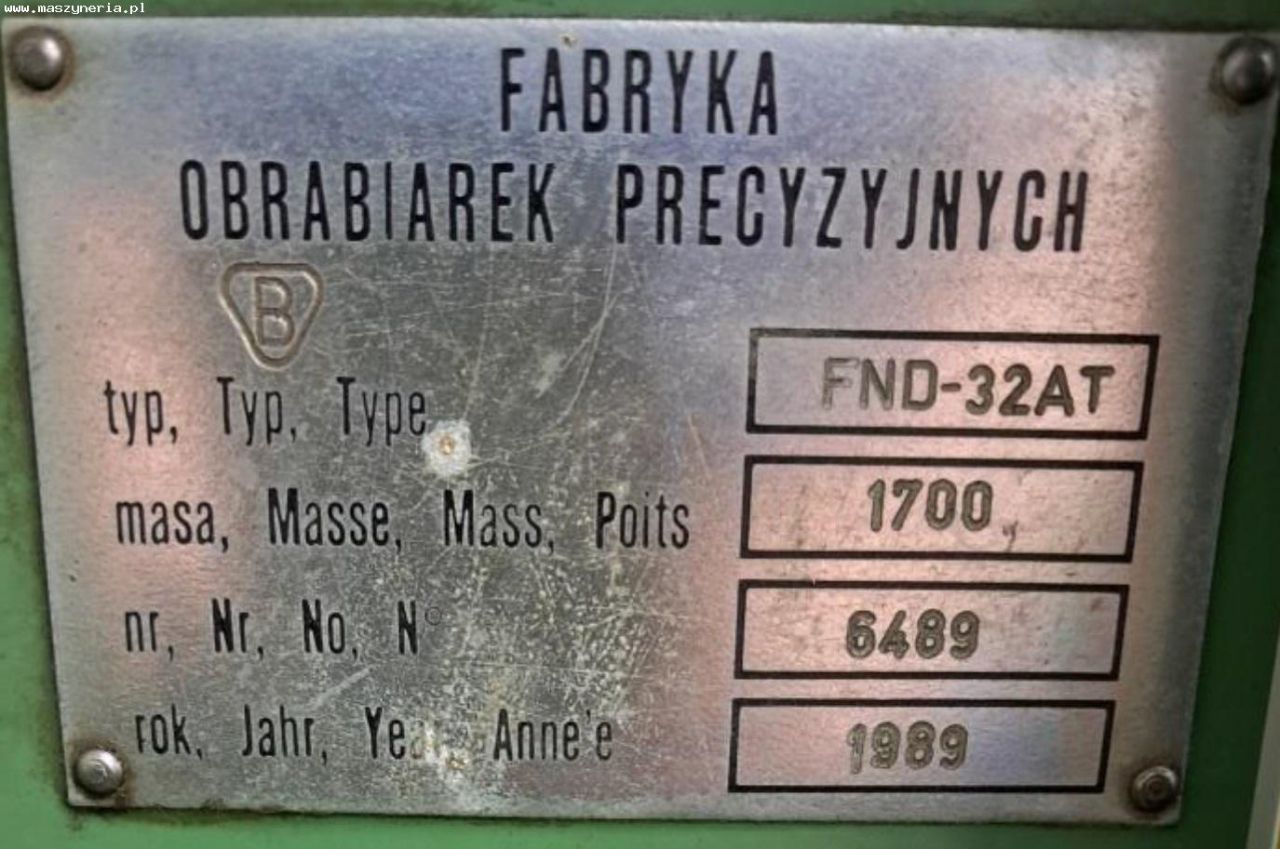 www.maszyneria.pl
FABRYKA
OBRABIAREK PRECYZYJNYCH
B
typ, Typ, Type FND-32AT
masa, Masse, Mass, Poits 1700
nr, Nr, No, N° 6489
rok, Jahr, Anne'e 1989